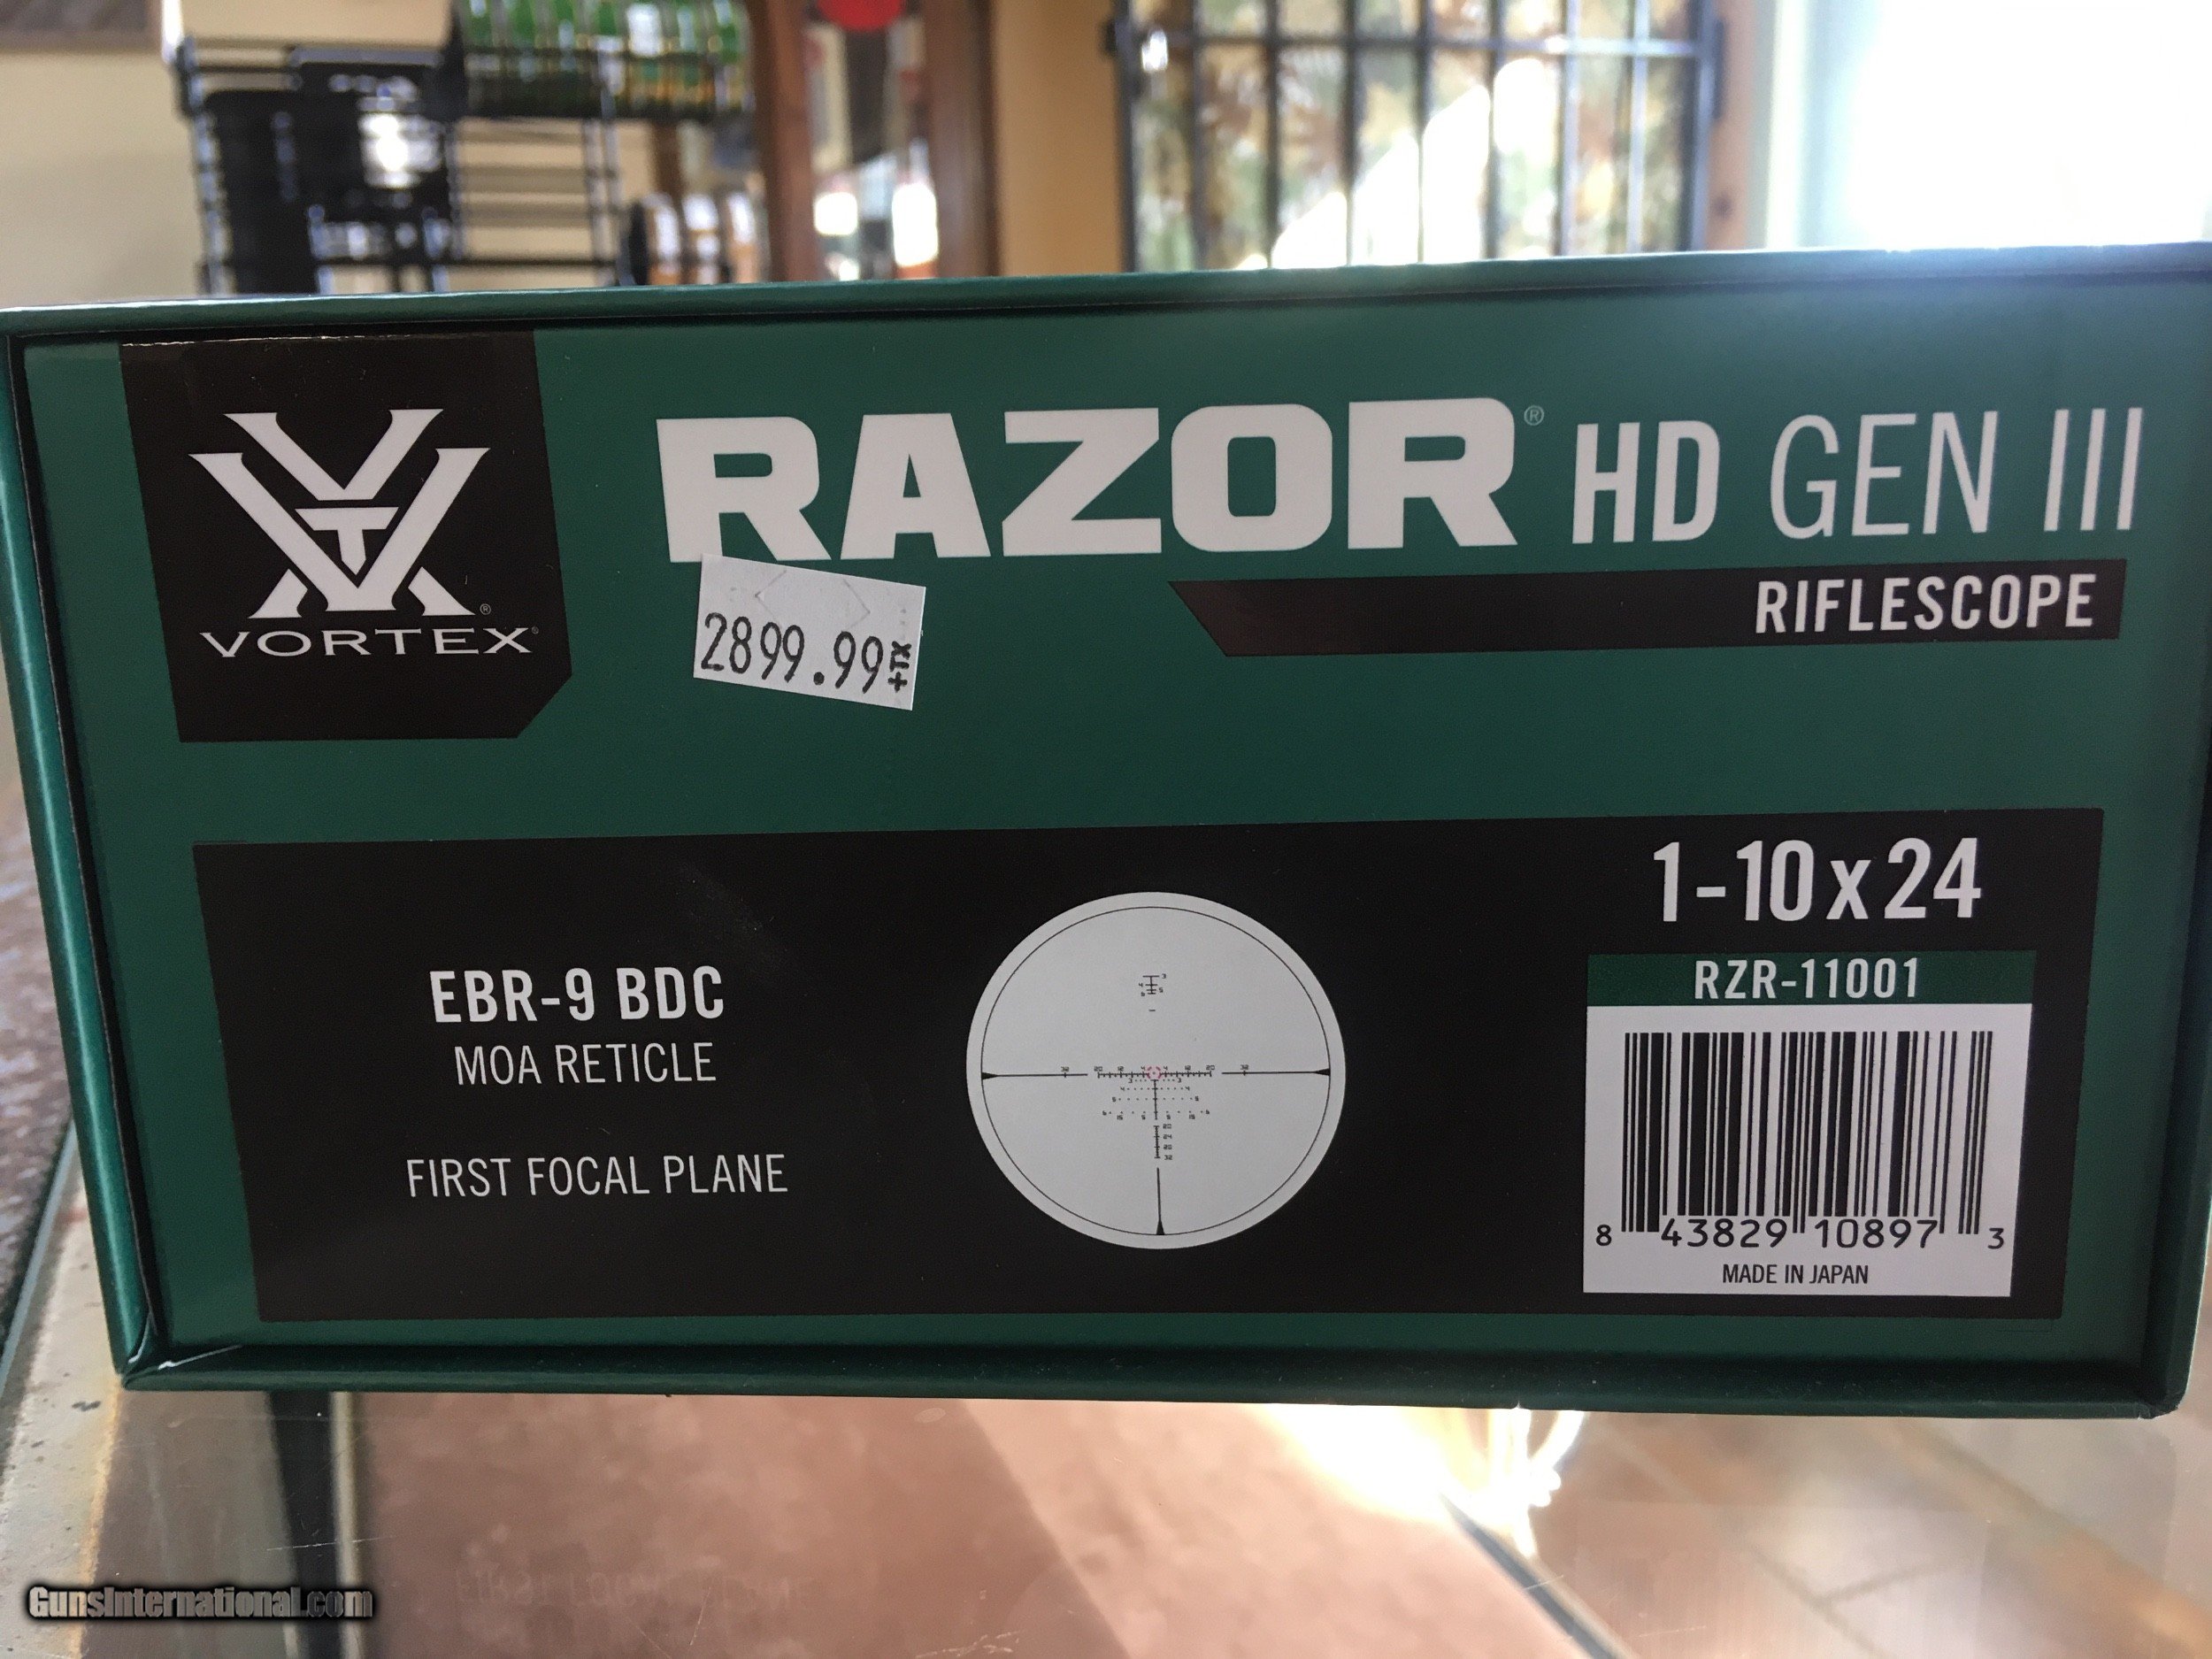 RAZOR® HD GEN III
RIFLESCOPE
VORTEX®
2899.99+TX
1-10x24
RZR-11001
EBR-9 BDC
MOA RETICLE
FIRST FOCAL PLANE
8 43829 10897 3
MADE IN JAPAN
GunsInternational.com